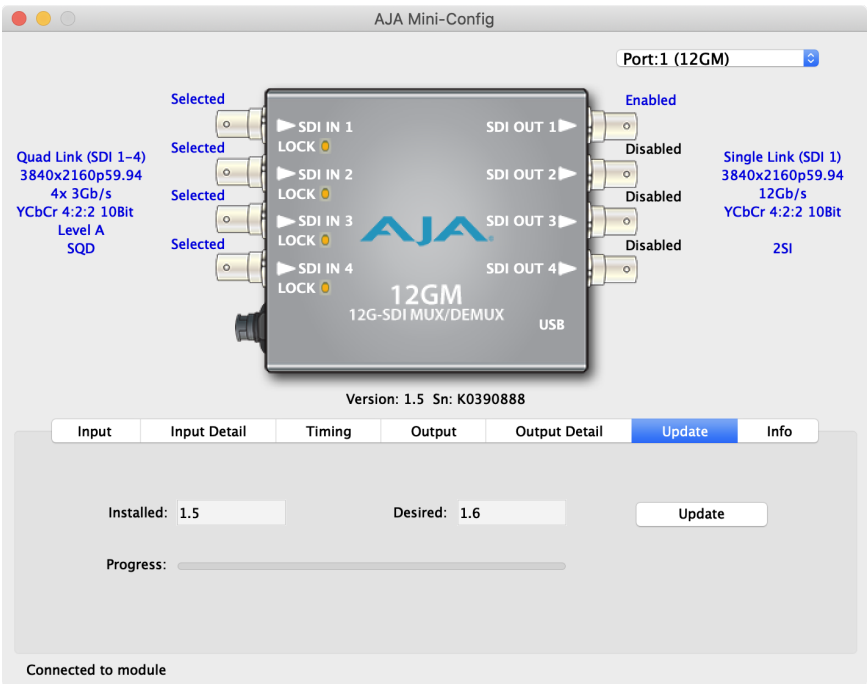 AJA Mini-Config
Port:1 (12GM)
Selected
Enabled
SDI IN 1
SDI OUT 1
LOCK
Quad Link (SDI 1-4)
3840x2160p59.94
4x 3Gb/s
YCbCr 4:2:2 10Bit
Level A
SQD
Selected
Disabled
SDI IN 2
SDI OUT 2
LOCK
Single Link (SDI 1)
3840x2160p59.94
12Gb/s
YCbCr 4:2:2 10Bit
2SI
Selected
Disabled
SDI IN 3
SDI OUT 3
LOCK
AJA
Selected
Disabled
SDI IN 4
SDI OUT 4
LOCK
12GM
12G-SDI MUX/DEMUX
USB
Version: 1.5 Sn: K0390888
Input Input Detail Timing Output Output Detail Update Info
Installed: 1.5 Desired: 1.6 Update
Progress:
Connected to module